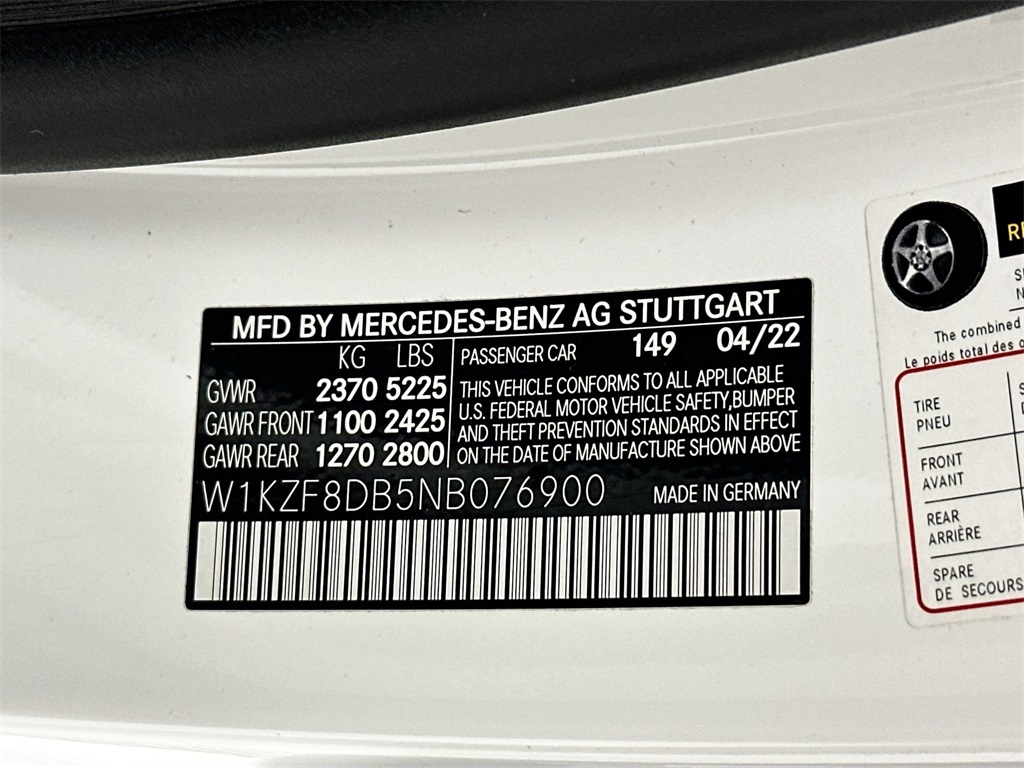 MFD BY MERCEDES-BENZ AG STUTTGART
KG LBS
GVWR 2370 5225
GAWR FRONT 1100 2425
GAWR REAR 1270 2800
PASSENGER CAR 149 04/22
THIS VEHICLE CONFORMS TO ALL APPLICABLE
U.S. FEDERAL MOTOR VEHICLE SAFETY,BUMPER
AND THEFT PREVENTION STANDARDS IN EFFECT
ON THE DATE OF MANUFACTURE SHOWN ABOVE
W1KZF8DB5NB076900 MADE IN GERMANY
The combined
Le poids total des
TIRE
PNEU
FRONT
AVANT
REAR
ARRIÈRE
SPARE
DE SECOURS